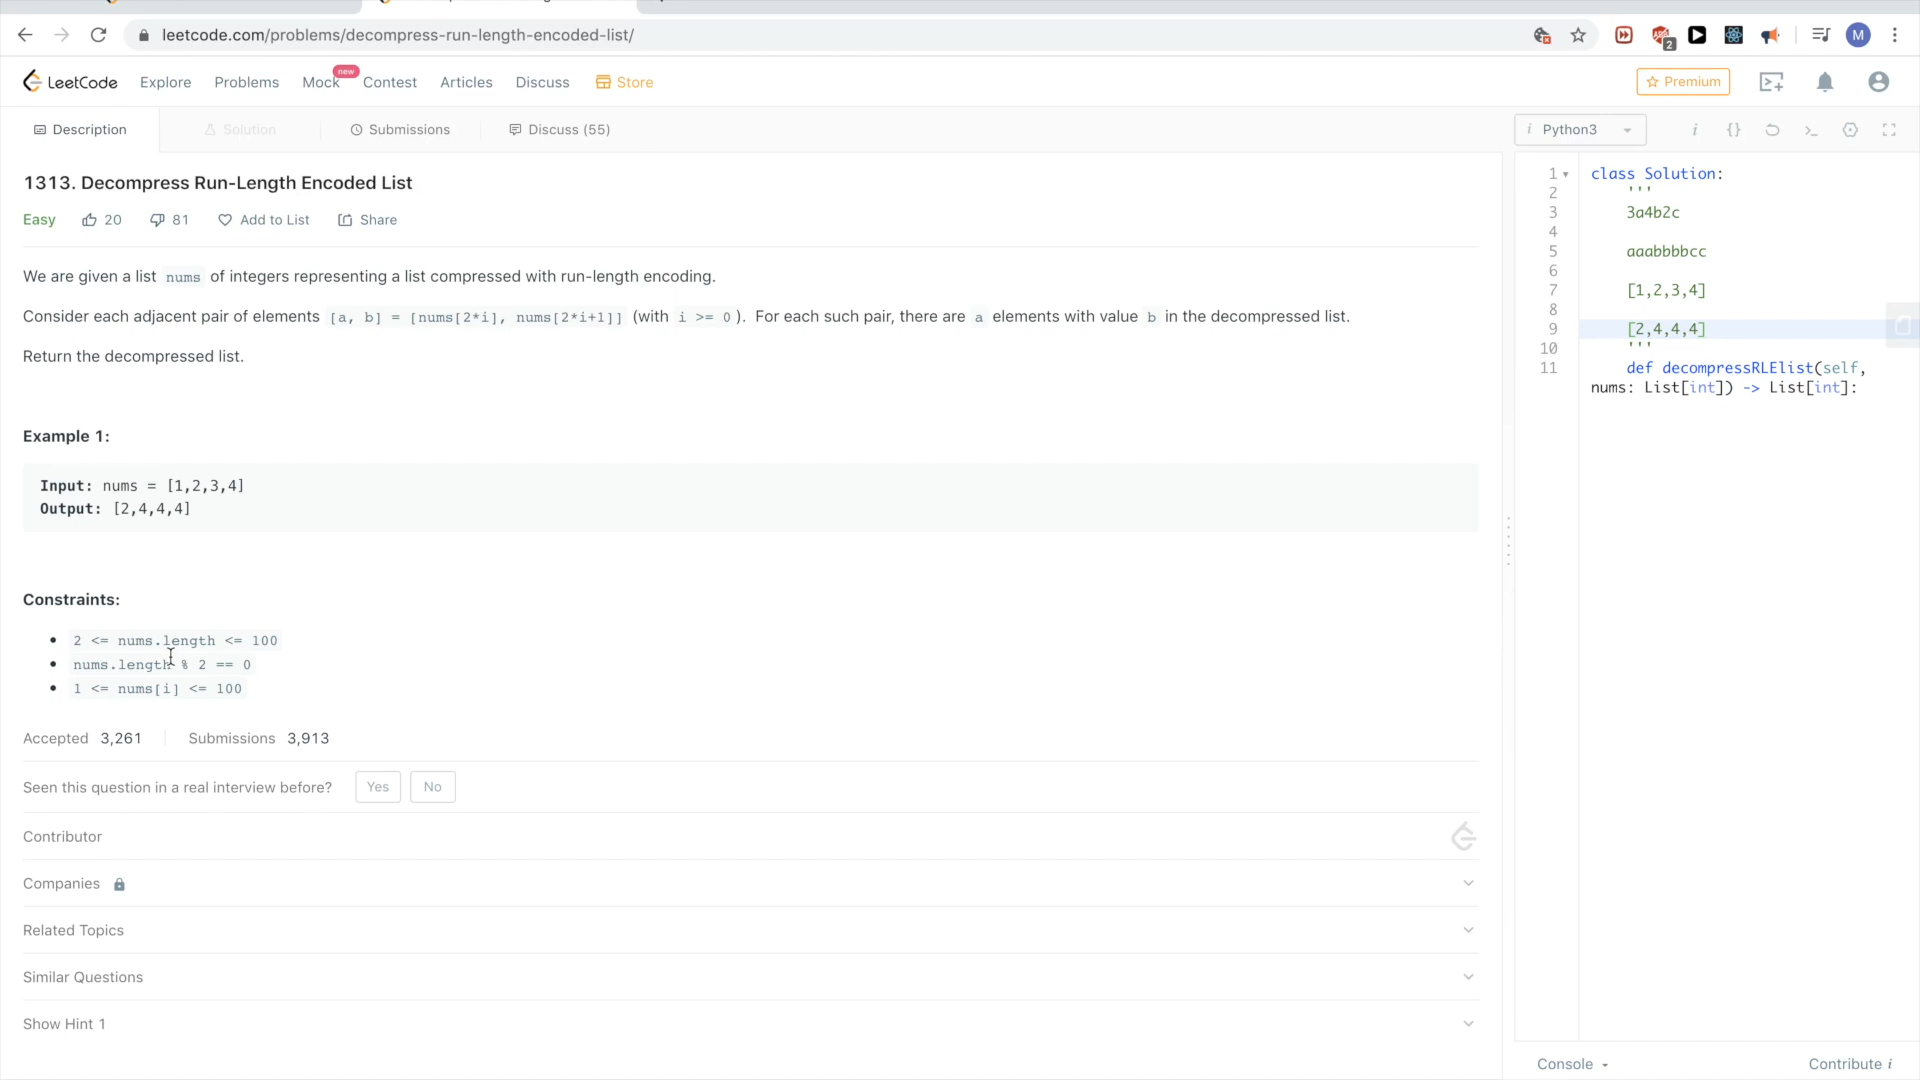 leetcode.com/problems/decompress-run-length-encoded-list/
2
M
LeetCode Explore Problems Mock new Contest Articles Discuss Store Premium
Description Solution Submissions Discuss (55)
1313. Decompress Run-Length Encoded List
Easy 20 81 Add to List Share
We are given a list nums of integers representing a list compressed with run-length encoding.
Consider each adjacent pair of elements [a, b] = [nums[2*i], nums[2*i+1]] (with i >= 0 ). For each such pair, there are a elements with value b in the decompressed list.
Return the decompressed list.
Example 1:
Input: nums = [1,2,3,4]
Output: [2,4,4,4]
Constraints:
2 <= nums.length <= 100
nums.length % 2 == 0
1 <= nums[i] <= 100
Accepted 3,261 Submissions 3,913
Seen this question in a real interview before? Yes No
Contributor
Companies
Related Topics
Similar Questions
Show Hint 1
i Python3 i {}
1 class Solution:
2 '''
3 3a4b2c
4
5 aaabbbbcc
6
7 [1,2,3,4]
8
9 [2,4,4,4]
10 '''
11 def decompressRLElist(self,
nums: List[int]) -> List[int]:
Console Contribute i